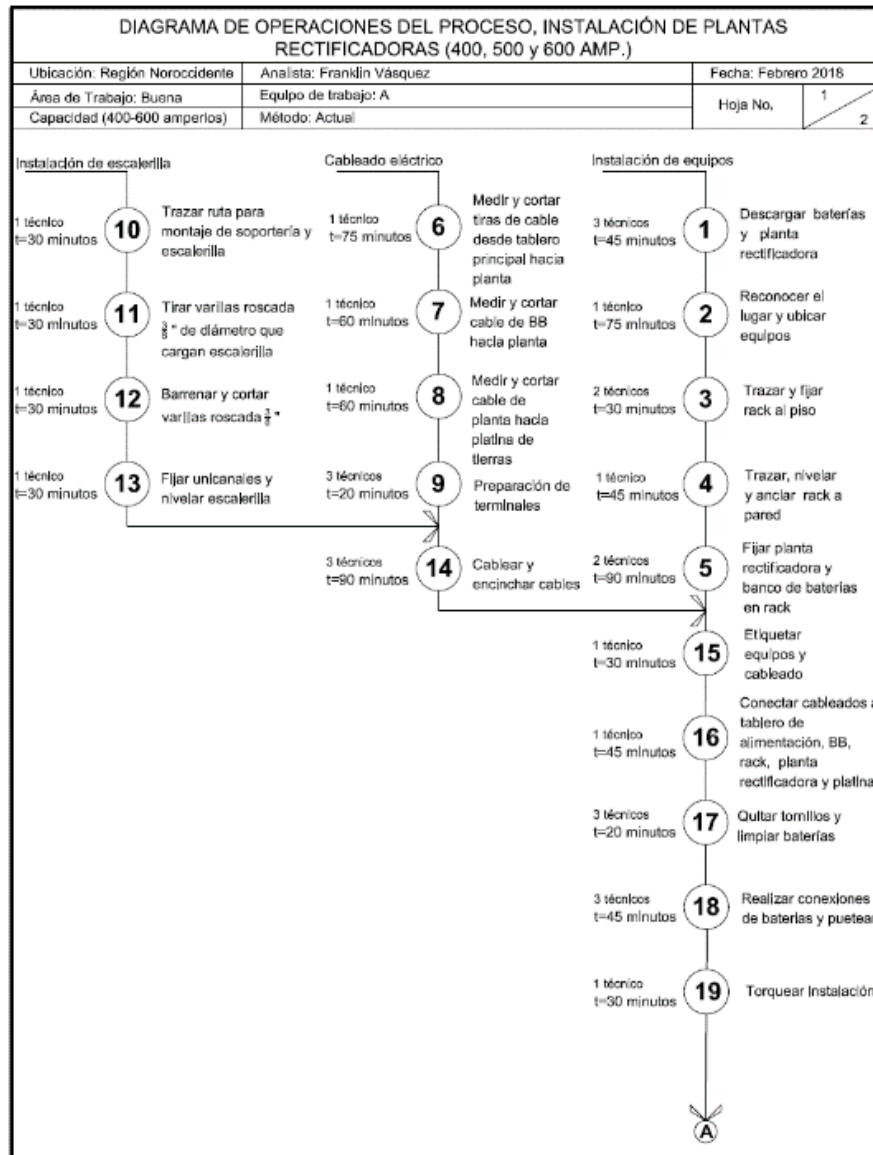 DIAGRAMA DE OPERACIONES DEL PROCESO, INSTALACIÓN DE PLANTAS
RECTIFICADORAS (400, 500 y 600 AMP.)
Ubicación: Región Noroccidente
Analista: Franklin Vásquez
Fecha: Febrero 2018
Área de Trabajo: Buena
Equipo de trabajo: A
Hoja No.
1
2
Capacidad (400-600 amperios)
Método: Actual
Instalación de escalerilla
1 técnico
t=30 minutos
10
Trazar ruta para
montaje de soportería y
escalerilla
1 técnico
t=30 minutos
11
Tirar varillas roscada
3/8 " de diámetro que
cargan escalerilla
1 técnico
t=30 minutos
12
Barrenar y cortar
varillas roscada 3/8 "
1 técnico
t=30 minutos
13
Fijar unicanales y
nivelar escalerilla
Cableado eléctrico
1 técnico
t=75 minutos
6
Medir y cortar
tiras de cable
desde tablero
principal hacia
planta
1 técnico
t=60 minutos
7
Medir y cortar
cable de BB
hacia planta
1 técnico
t=60 minutos
8
Medir y cortar
cable de
planta hacia
platina de
tierras
3 técnicos
t=20 minutos
9
Preparación de
terminales
3 técnicos
t=90 minutos
14
Cablear y
encinchar cables
Instalación de equipos
3 técnicos
t=45 minutos
1
Descargar baterías
y planta
rectificadora
1 técnico
t=75 minutos
2
Reconocer el
lugar y ubicar
equipos
2 técnicos
t=30 minutos
3
Trazar y fijar
rack al piso
1 técnico
t=45 minutos
4
Trazar, nivelar
y anclar rack a
pared
2 técnicos
t=90 minutos
5
Fijar planta
rectificadora y
banco de baterías
en rack
1 técnico
t=30 minutos
15
Etiquetar
equipos y
cableado
1 técnico
t=45 minutos
16
Conectar cableados a
tablero de
alimentación, BB,
rack, planta
rectificadora y platina
3 técnicos
t=20 minutos
17
Quitar tornillos y
limpiar baterías
3 técnicos
t=45 minutos
18
Realizar conexiones
de baterías y puetear
1 técnico
t=30 minutos
19
Torquear Instalación
A